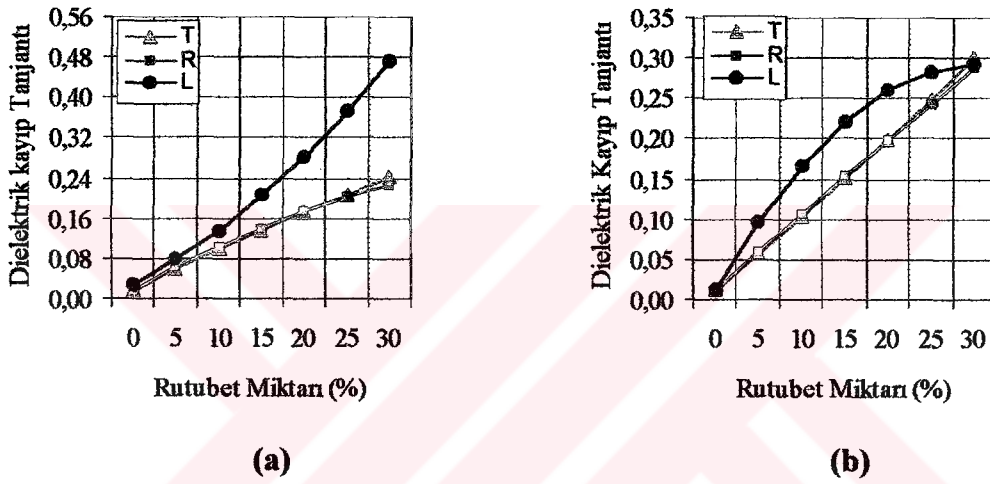 0,56
0,48
0,40
0,32
0,24
0,16
0,08
0,00
Dielektrik kayıp Tanjantı
T
R
L
0 5 10 15 20 25 30
Rutubet Miktarı (%)
(a)
0,35
0,30
0,25
0,20
0,15
0,10
0,05
0,00
Dielektrik Kayıp Tanjantı
T
R
L
0 5 10 15 20 25 30
Rutubet Miktarı (%)
(b)